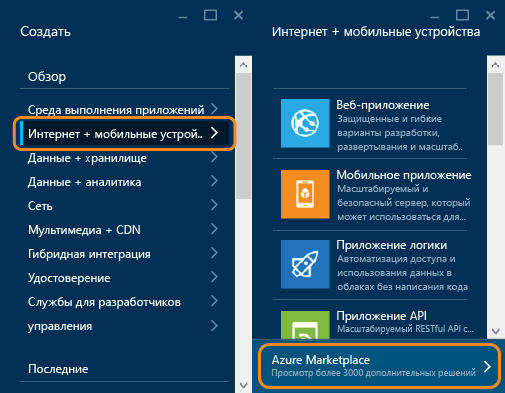 Создать
Обзор
Среда выполнения приложений
Интернет + мобильные устрой..
Данные + хранилище
Данные + аналитика
Сеть
Мультимедиа + CDN
Гибридная интеграция
Удостоверение
Службы для разработчиков
управления
Последние
Интернет + мобильные устройства
Веб-приложение
Защищенные и гибкие
варианты разработки,
развертывания и масштаб..
Мобильное приложение
Масштабируемый и
безопасный сервер, который
может использоваться для...
Приложение логики
Автоматизация доступа и
использования данных в
облаках без написания кода
Приложение API
Масштабируемый RESTful API с...
Azure Marketplace
Просмотр более 3000 дополнительных решений